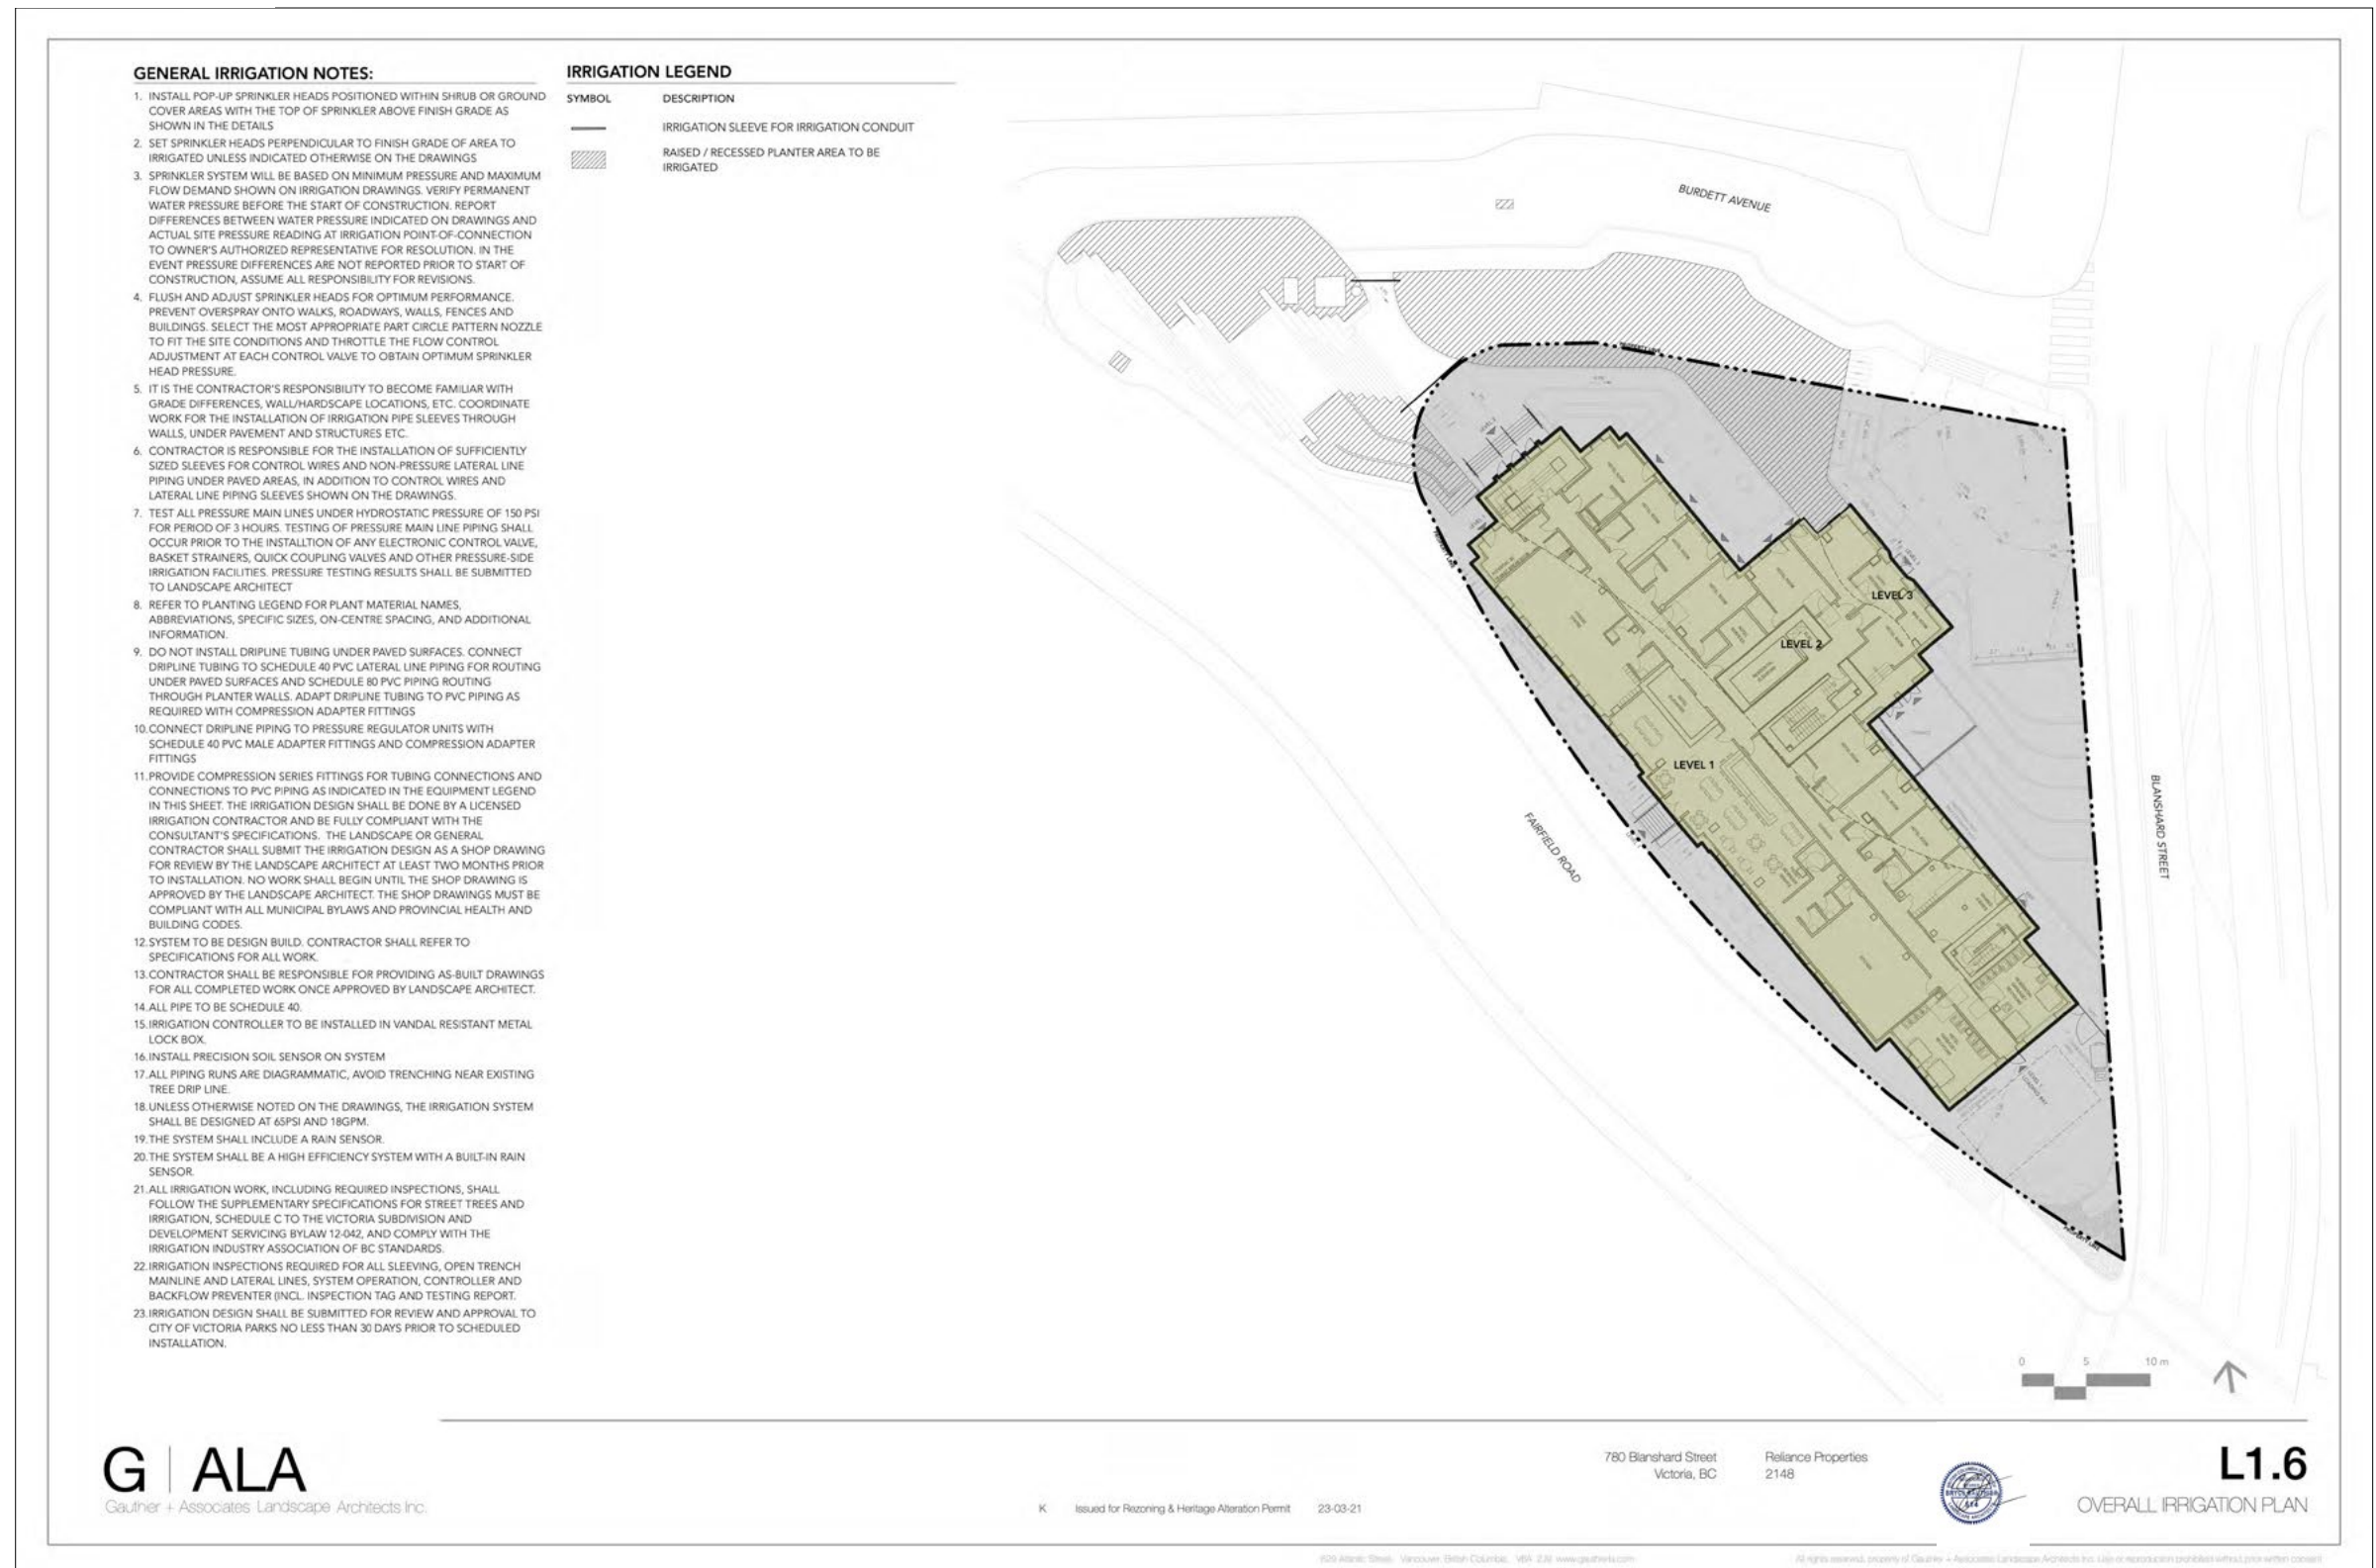 GENERAL IRRIGATION NOTES:
1. INSTALL POP-UP SPRINKLER HEADS POSITIONED WITHIN SHRUB OR GROUND
COVER AREAS WITH THE TOP OF SPRINKLER ABOVE FINISH GRADE AS
SHOWN IN THE DETAILS
2. SET SPRINKLER HEADS PERPENDICULAR TO FINISH GRADE OF AREA TO
IRRIGATED UNLESS INDICATED OTHERWISE ON THE DRAWINGS
3. SPRINKLER SYSTEM WILL BE BASED ON MINIMUM PRESSURE AND MAXIMUM
FLOW DEMAND SHOWN ON IRRIGATION DRAWINGS. VERIFY PERMANENT
WATER PRESSURE BEFORE THE START OF CONSTRUCTION. REPORT
DIFFERENCES BETWEEN WATER PRESSURE INDICATED ON DRAWINGS AND
ACTUAL SITE PRESSURE READING AT IRRIGATION POINT-OF-CONNECTION
TO OWNER'S AUTHORIZED REPRESENTATIVE FOR RESOLUTION. IN THE
EVENT PRESSURE DIFFERENCES ARE NOT REPORTED PRIOR TO START OF
CONSTRUCTION, ASSUME ALL RESPONSIBILITY FOR REVISIONS.
4. FLUSH AND ADJUST SPRINKLER HEADS FOR OPTIMUM PERFORMANCE.
PREVENT OVERSPRAY ONTO WALKS, ROADWAYS, WALLS, FENCES AND
BUILDINGS. SELECT THE MOST APPROPRIATE PART CIRCLE PATTERN NOZZLE
TO FIT THE SITE CONDITIONS AND THROTTLE THE FLOW CONTROL
ADJUSTMENT AT EACH CONTROL VALVE TO OBTAIN OPTIMUM SPRINKLER
HEAD PRESSURE.
5. IT IS THE CONTRACTOR'S RESPONSIBILITY TO BECOME FAMILIAR WITH
GRADE DIFFERENCES, WALL/HARDSCAPE LOCATIONS, ETC. COORDINATE
WORK FOR THE INSTALLATION OF IRRIGATION PIPE SLEEVES THROUGH
WALLS, UNDER PAVEMENT AND STRUCTURES ETC.
6. CONTRACTOR IS RESPONSIBLE FOR THE INSTALLATION OF SUFFICIENTLY
SIZED SLEEVES FOR CONTROL WIRES AND NON-PRESSURE LATERAL LINE
PIPING UNDER PAVED AREAS, IN ADDITION TO CONTROL WIRES AND
LATERAL LINE PIPING SLEEVES SHOWN ON THE DRAWINGS.
7. TEST ALL PRESSURE MAIN LINES UNDER HYDROSTATIC PRESSURE OF 150 PSI
FOR PERIOD OF 3 HOURS. TESTING OF PRESSURE MAIN LINE PIPING SHALL
OCCUR PRIOR TO THE INSTALLTION OF ANY ELECTRONIC CONTROL VALVE,
BASKET STRAINERS, QUICK COUPLING VALVES AND OTHER PRESSURE-SIDE
IRRIGATION FACILITIES. PRESSURE TESTING RESULTS SHALL BE SUBMITTED
TO LANDSCAPE ARCHITECT
8. REFER TO PLANTING LEGEND FOR PLANT MATERIAL NAMES,
ABBREVIATIONS, SPECIFIC SIZES, ON-CENTRE SPACING, AND ADDITIONAL
INFORMATION.
9. DO NOT INSTALL DRIPLINE TUBING UNDER PAVED SURFACES. CONNECT
DRIPLINE TUBING TO SCHEDULE 40 PVC LATERAL LINE PIPING FOR ROUTING
UNDER PAVED SURFACES AND SCHEDULE 80 PVC PIPING ROUTING
THROUGH PLANTER WALLS. ADAPT DRIPLINE TUBING TO PVC PIPING AS
REQUIRED WITH COMPRESSION ADAPTER FITTINGS
10. CONNECT DRIPLINE PIPING TO PRESSURE REGULATOR UNITS WITH
SCHEDULE 40 PVC MALE ADAPTER FITTINGS AND COMPRESSION ADAPTER
FITTINGS
11. PROVIDE COMPRESSION SERIES FITTINGS FOR TUBING CONNECTIONS AND
CONNECTIONS TO PVC PIPING AS INDICATED IN THE EQUIPMENT LEGEND
IN THIS SHEET. THE IRRIGATION DESIGN SHALL BE DONE BY A LICENSED
IRRIGATION CONTRACTOR AND BE FULLY COMPLIANT WITH THE
CONSULTANT'S SPECIFICATIONS. THE LANDSCAPE OR GENERAL
CONTRACTOR SHALL SUBMIT THE IRRIGATION DESIGN AS A SHOP DRAWING
FOR REVIEW BY THE LANDSCAPE ARCHITECT AT LEAST TWO MONTHS PRIOR
TO INSTALLATION. NO WORK SHALL BEGIN UNTIL THE SHOP DRAWING IS
APPROVED BY THE LANDSCAPE ARCHITECT. THE SHOP DRAWINGS MUST BE
COMPLIANT WITH ALL MUNICIPAL BYLAWS AND PROVINCIAL HEALTH AND
BUILDING CODES.
12. SYSTEM TO BE DESIGN BUILD. CONTRACTOR SHALL REFER TO
SPECIFICATIONS FOR ALL WORK.
13. CONTRACTOR SHALL BE RESPONSIBLE FOR PROVIDING AS-BUILT DRAWINGS
FOR ALL COMPLETED WORK ONCE APPROVED BY LANDSCAPE ARCHITECT.
14. ALL PIPE TO BE SCHEDULE 40.
15. IRRIGATION CONTROLLER TO BE INSTALLED IN VANDAL RESISTANT METAL
LOCK BOX.
16. INSTALL PRECISION SOIL SENSOR ON SYSTEM
17. ALL PIPING RUNS ARE DIAGRAMMATIC, AVOID TRENCHING NEAR EXISTING
TREE DRIP LINE.
18. UNLESS OTHERWISE NOTED ON THE DRAWINGS, THE IRRIGATION SYSTEM
SHALL BE DESIGNED AT 65PSI AND 18GPM.
19. THE SYSTEM SHALL INCLUDE A RAIN SENSOR.
20. THE SYSTEM SHALL BE A HIGH EFFICIENCY SYSTEM WITH A BUILT-IN RAIN
SENSOR.
21. ALL IRRIGATION WORK, INCLUDING REQUIRED INSPECTIONS, SHALL
FOLLOW THE SUPPLEMENTARY SPECIFICATIONS FOR STREET TREES AND
IRRIGATION, SCHEDULE C TO THE VICTORIA SUBDIVISION AND
DEVELOPMENT SERVICING BYLAW 12-042, AND COMPLY WITH THE
IRRIGATION INDUSTRY ASSOCIATION OF BC STANDARDS.
22. IRRIGATION INSPECTIONS REQUIRED FOR ALL SLEEVING, OPEN TRENCH
MAINLINE AND LATERAL LINES, SYSTEM OPERATION, CONTROLLER AND
BACKFLOW PREVENTER (INCL. INSPECTION TAG AND TESTING REPORT.
23. IRRIGATION DESIGN SHALL BE SUBMITTED FOR REVIEW AND APPROVAL TO
CITY OF VICTORIA PARKS NO LESS THAN 30 DAYS PRIOR TO SCHEDULED
INSTALLATION.
IRRIGATION LEGEND
SYMBOL DESCRIPTION
IRRIGATION SLEEVE FOR IRRIGATION CONDUIT
RAISED / RECESSED PLANTER AREA TO BE
IRRIGATED
BURDETT AVENUE
PROPERTY LINE
PROPERTY LINE
LEVEL 3
LEVEL 2
LEVEL 1
FAIRFIELD ROAD
BLANSHARD STREET
PROPERTY LINE
0 5 10 m
G | ALA
Gauthier + Associates Landscape Architects Inc.
K Issued for Rezoning & Heritage Alteration Permit 23-03-21
780 Blanshard Street
Victoria, BC
Reliance Properties
2148
L1.6
OVERALL IRRIGATION PLAN